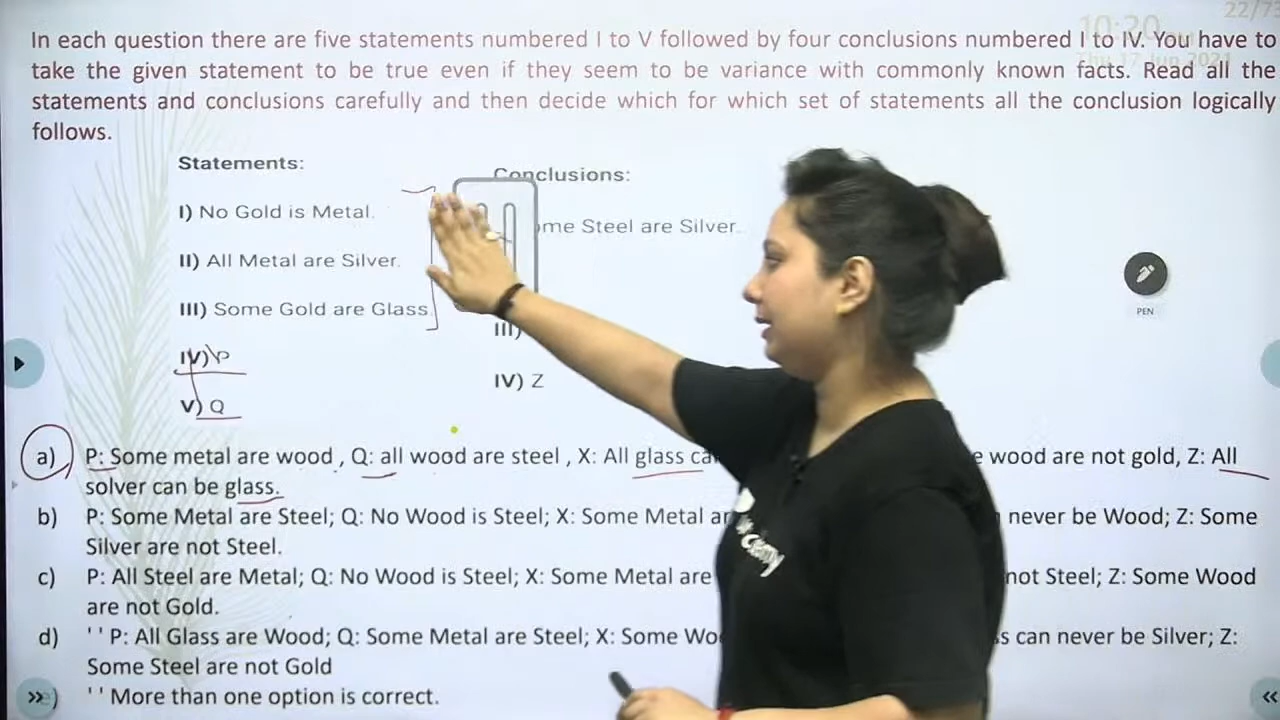 22/73
10:20
Thu 17 Jun 2021
In each question there are five statements numbered I to V followed by four conclusions numbered I to IV. You have to
take the given statement to be true even if they seem to be variance with commonly known facts. Read all the
statements and conclusions carefully and then decide which for which set of statements all the conclusion logically
follows.
Statements:
Conclusions:
I) No Gold is Metal.
ome Steel are Silver.
II) All Metal are Silver.
III) Some Gold are Glass
III)
IV) P
IV) Z
V) Q
PEN
a) P: Some metal are wood , Q: all wood are steel , X: All glass ca e wood are not gold, Z: All
solver can be glass.
b) P: Some Metal are Steel; Q: No Wood is Steel; X: Some Metal ar never be Wood; Z: Some
Silver are not Steel.
c) P: All Steel are Metal; Q: No Wood is Steel; X: Some Metal are not Steel; Z: Some Wood
are not Gold.
d) ' ' P: All Glass are Wood; Q: Some Metal are Steel; X: Some Wo s can never be Silver; Z:
Some Steel are not Gold
e) ' ' More than one option is correct.